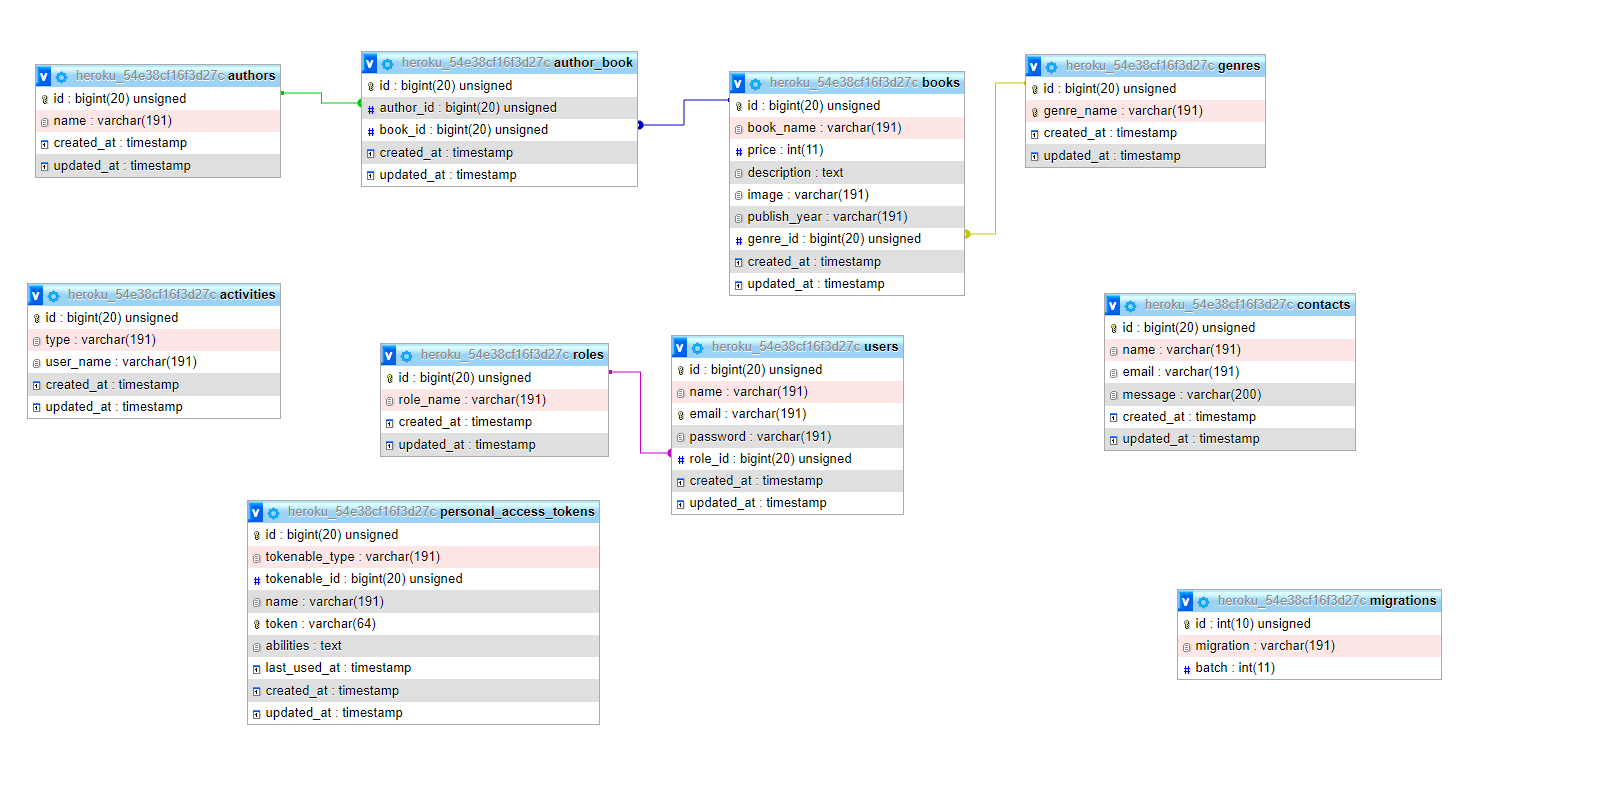 heroku_54e38cf16f3d27c authors
id : bigint(20) unsigned
name : varchar(191)
created_at : timestamp
updated_at : timestamp
heroku_54e38cf16f3d27c author_book
id : bigint(20) unsigned
author_id : bigint(20) unsigned
book_id : bigint(20) unsigned
created_at : timestamp
updated_at : timestamp
heroku_54e38cf16f3d27c books
id : bigint(20) unsigned
book_name : varchar(191)
price : int(11)
description : text
image : varchar(191)
publish_year : varchar(191)
genre_id : bigint(20) unsigned
created_at : timestamp
updated_at : timestamp
heroku_54e38cf16f3d27c genres
id : bigint(20) unsigned
genre_name : varchar(191)
created_at : timestamp
updated_at : timestamp
heroku_54e38cf16f3d27c activities
id : bigint(20) unsigned
type : varchar(191)
user_name : varchar(191)
created_at : timestamp
updated_at : timestamp
heroku_54e38cf16f3d27c roles
id : bigint(20) unsigned
role_name : varchar(191)
created_at : timestamp
updated_at : timestamp
heroku_54e38cf16f3d27c users
id : bigint(20) unsigned
name : varchar(191)
email : varchar(191)
password : varchar(191)
role_id : bigint(20) unsigned
created_at : timestamp
updated_at : timestamp
heroku_54e38cf16f3d27c contacts
id : bigint(20) unsigned
name : varchar(191)
email : varchar(191)
message : varchar(200)
created_at : timestamp
updated_at : timestamp
heroku_54e38cf16f3d27c personal_access_tokens
id : bigint(20) unsigned
tokenable_type : varchar(191)
tokenable_id : bigint(20) unsigned
name : varchar(191)
token : varchar(64)
abilities : text
last_used_at : timestamp
created_at : timestamp
updated_at : timestamp
heroku_54e38cf16f3d27c migrations
id : int(10) unsigned
migration : varchar(191)
batch : int(11)